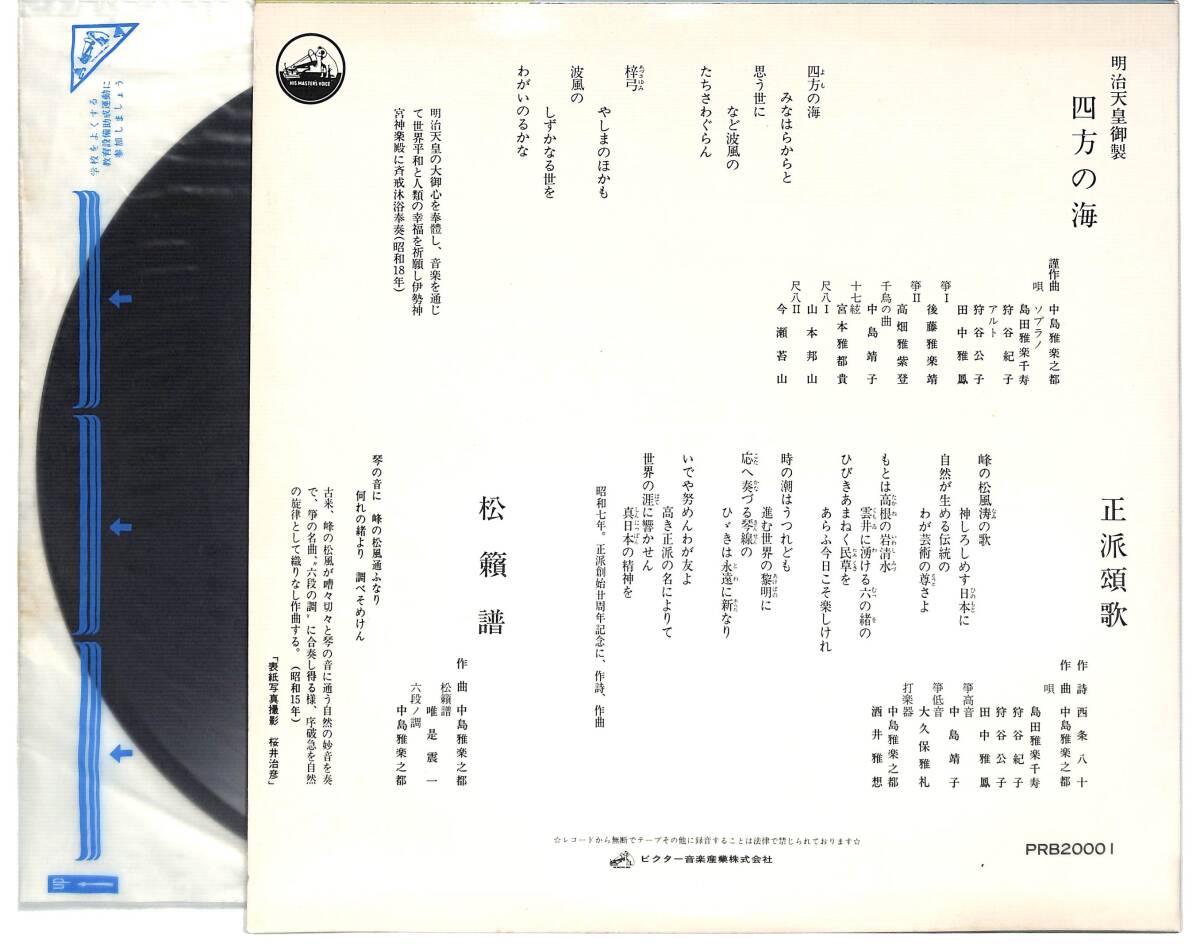 明治天皇御製
四方の海
謹作曲　中島雅楽之都
唄　ソプラノ
島田雅楽千寿
狩谷紀子
アルト
狩谷公子
田中雅鳳
箏Ⅰ
後藤雅楽靖
箏Ⅱ
高畑雅紫登
千鳥の曲
中島靖子
十七絃
宮本雅都貴
尺八Ⅰ
山本邦山
尺八Ⅱ
今瀬苔山
四方の海
みなはらからと
思う世に
など波風の
たちさわぐらん
梓弓
やしまのほかも
波風の
しずかなる世を
わがいのるかな
明治天皇の大御心を奉體し、音楽を通じ
て世界平和と人類の幸福を祈願し伊勢神
宮神楽殿に斉戒沐浴奉奏（昭和18年）
正派頌歌
作詩　西条八十
作曲　中島雅楽之都
唄
島田雅楽千寿
狩谷紀子
狩谷公子
田中雅鳳
箏高音
中島靖子
箏低音
大久保雅礼
打楽器
中島雅楽之都
酒井雅想
峰の松風涛の歌
神しろしめす日本に
自然が生める伝統の
わが芸術の尊さよ
もとは高根の岩清水
雲井に湧ける六の緒の
ひびきあまねく民草を
あらふ今日こそ楽しけれ
時の潮はうつれども
進む世界の黎明に
応へ奏づる琴線の
ひゞきは永遠に新なり
いでや努めんわが友よ
高き正派の名によりて
世界の涯に響かせん
真日本の精神を
昭和七年。正派創始廿周年記念に、作詩、作曲
松籟譜
作曲　中島雅楽之都
松籟譜
唯是震一
六段ノ調
中島雅楽之都
琴の音に　峰の松風通ふなり
何れの緒より　調べそめけん
古来、峰の松風が嘈々切々と琴の音に通う自然の妙音を奏
で、箏の名曲、〝六段の調〟に合奏し得る様、序破急を自然
の旋律として織りなし作曲する。（昭和15年）
「表紙写真撮影　桜井治彦」
☆レコードから無断でテープその他に録音することは法律で禁じられております☆
ビクター音楽産業株式会社
PRB20001
HIS MASTERS VOICE
学校をよくする
教育設備助成運動に
参加しましょう
UP